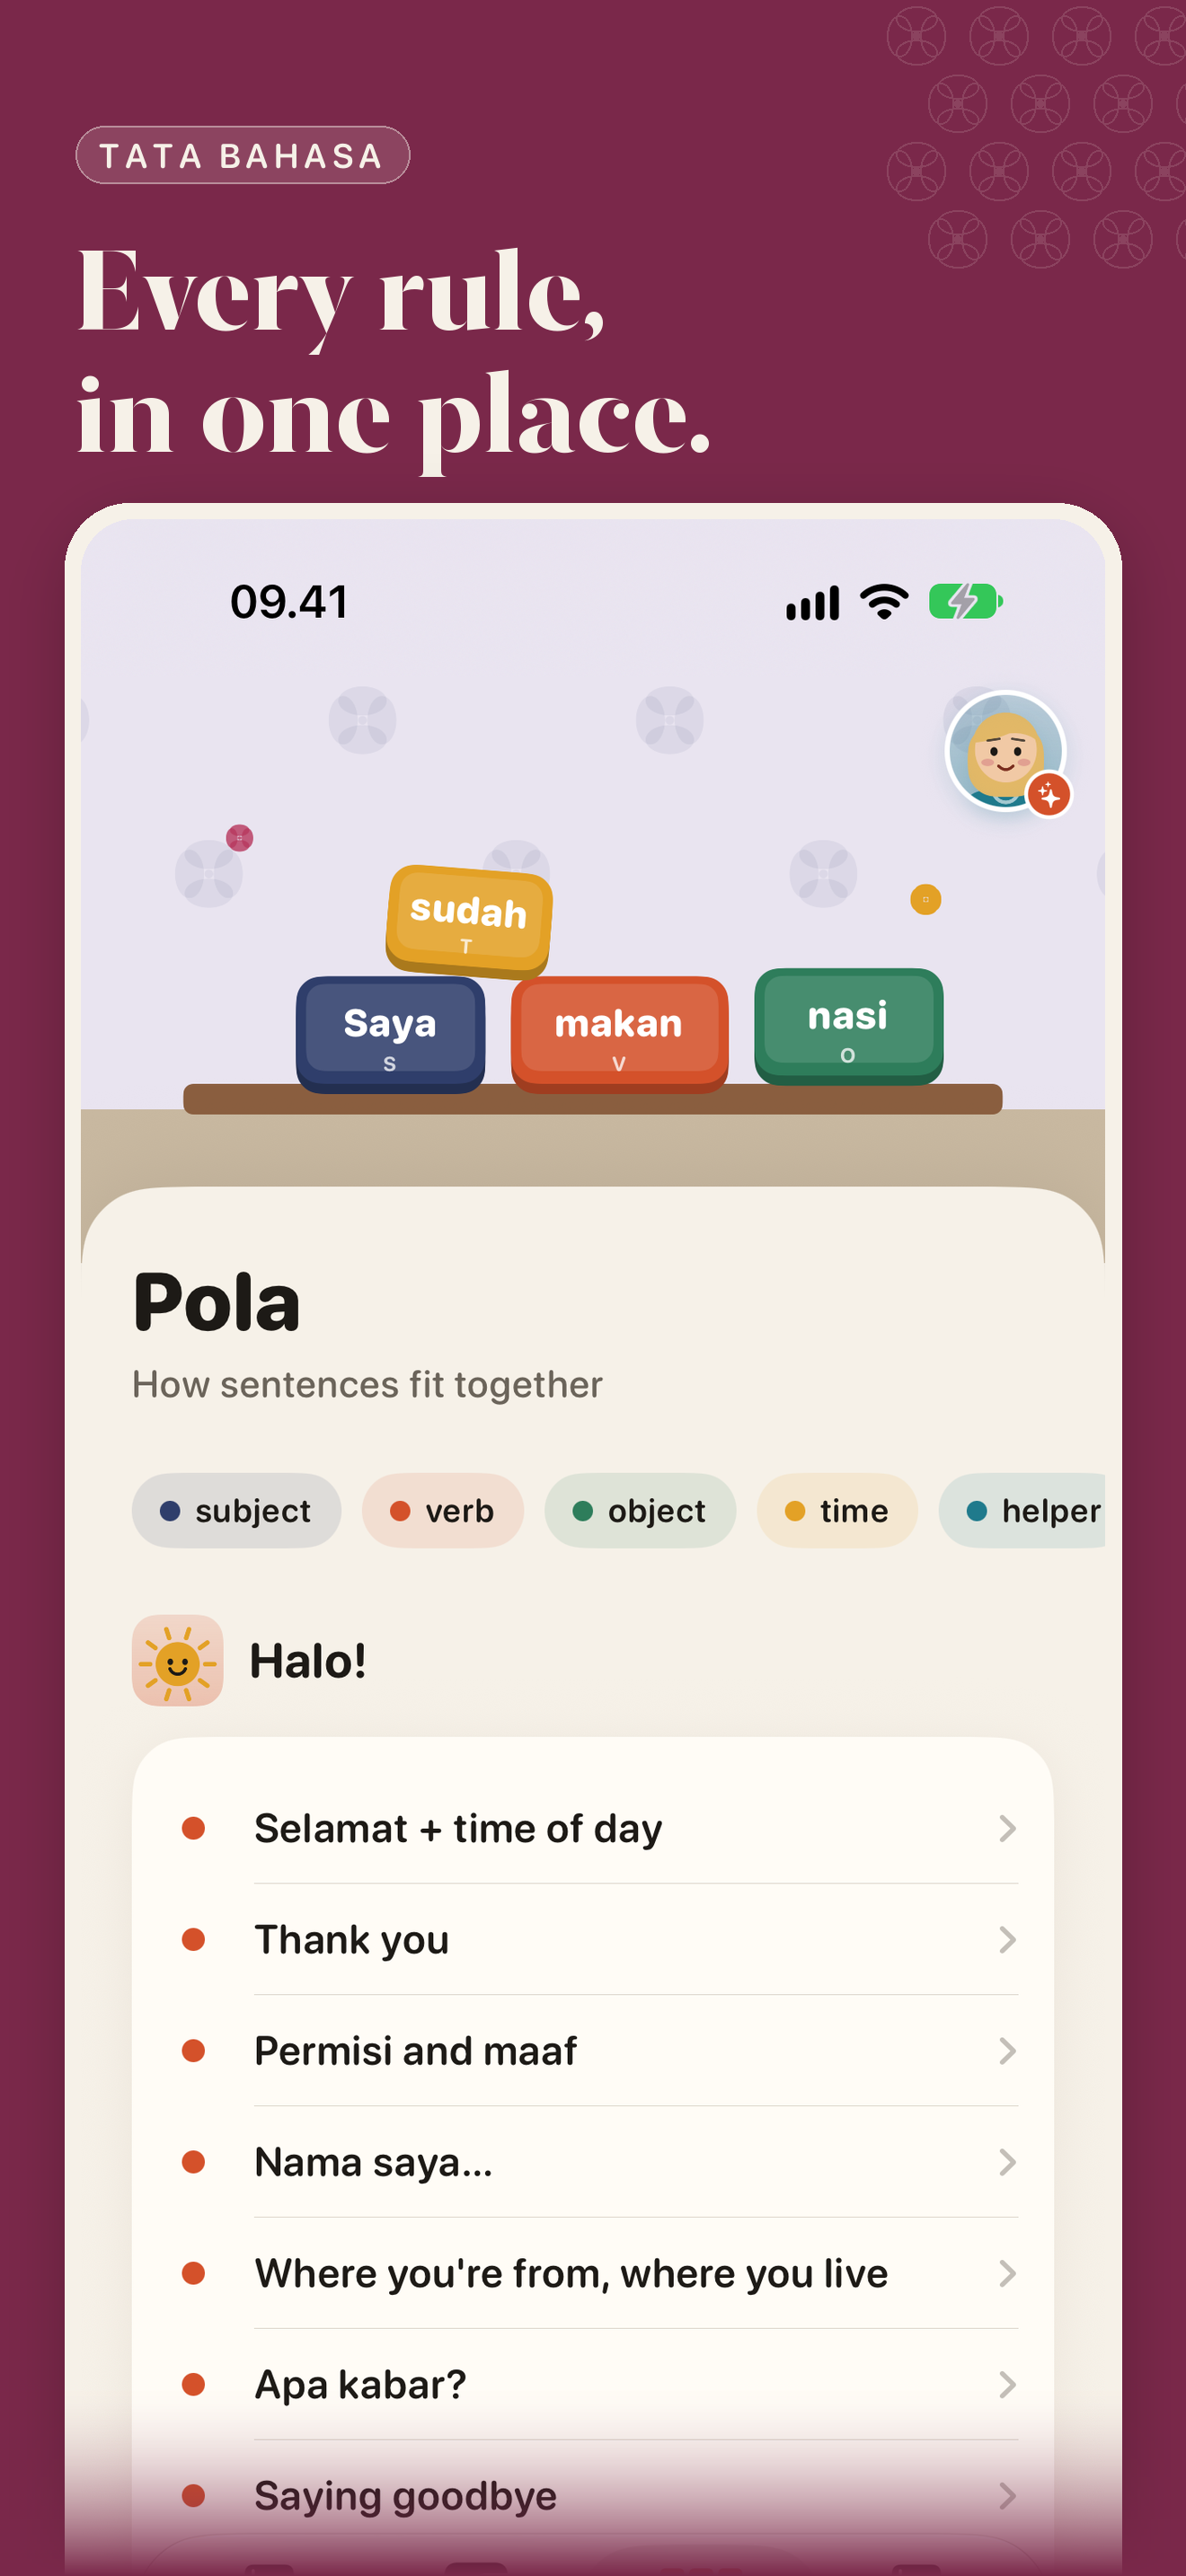 TATA BAHASA
Every rule,
in one place.
09.41
sudah
T
Saya
S
makan
V
nasi
O
Pola
How sentences fit together
subject
verb
object
time
helper
Halo!
Selamat + time of day
Thank you
Permisi and maaf
Nama saya...
Where you're from, where you live
Apa kabar?
Saying goodbye